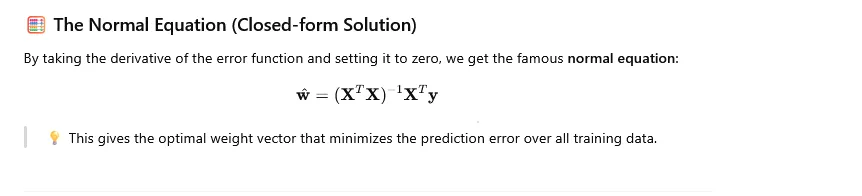 🧮 The Normal Equation (Closed-form Solution)
By taking the derivative of the error function and setting it to zero, we get the famous normal equation:
ŵ = (XᵀX)⁻¹Xᵀy
💡 This gives the optimal weight vector that minimizes the prediction error over all training data.